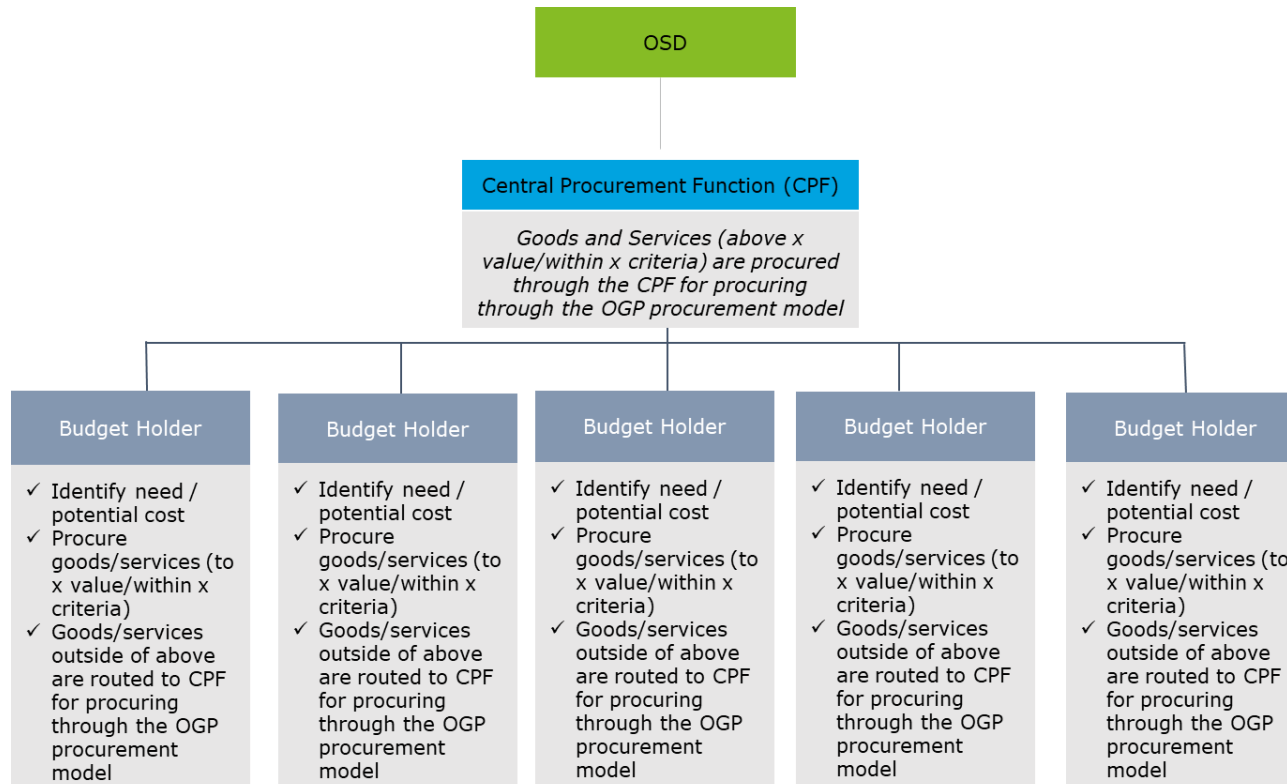 OSD
Central Procurement Function (CPF)
Goods and Services (above x
value/within x criteria) are procured
through the CPF for procuring
through the OGP procurement model
Budget Holder
✓ Identify need /
potential cost
✓ Procure
goods/services (to
x value/within x
criteria)
✓ Goods/services
outside of above
are routed to CPF
for procuring
through the OGP
procurement
model
Budget Holder
✓ Identify need /
potential cost
✓ Procure
goods/services (to
x value/within x
criteria)
✓ Goods/services
outside of above
are routed to CPF
for procuring
through the OGP
procurement
model
Budget Holder
✓ Identify need /
potential cost
✓ Procure
goods/services (to
x value/within x
criteria)
✓ Goods/services
outside of above
are routed to CPF
for procuring
through the OGP
procurement
model
Budget Holder
✓ Identify need /
potential cost
✓ Procure
goods/services (to
x value/within x
criteria)
✓ Goods/services
outside of above
are routed to CPF
for procuring
through the OGP
procurement
model
Budget Holder
✓ Identify need /
potential cost
✓ Procure
goods/services (to
x value/within x
criteria)
✓ Goods/services
outside of above
are routed to CPF
for procuring
through the OGP
procurement
model